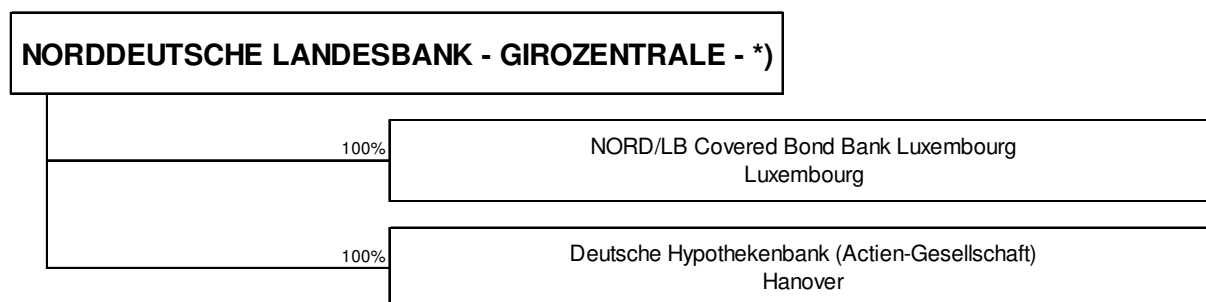 NORDDEUTSCHE LANDESBANK - GIROZENTRALE - *)
100%
NORD/LB Covered Bond Bank Luxembourg
Luxembourg
100%
Deutsche Hypothekenbank (Actien-Gesellschaft)
Hanover